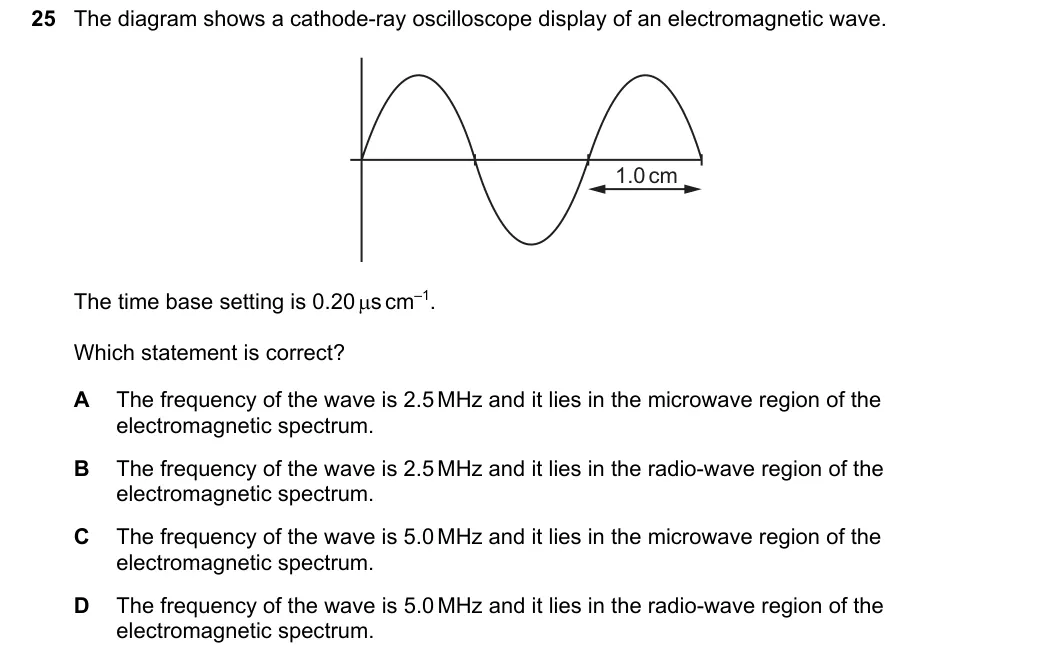 25 The diagram shows a cathode-ray oscilloscope display of an electromagnetic wave.
1.0 cm
The time base setting is 0.20 μs cm⁻¹.
Which statement is correct?
A The frequency of the wave is 2.5 MHz and it lies in the microwave region of the
electromagnetic spectrum.
B The frequency of the wave is 2.5 MHz and it lies in the radio-wave region of the
electromagnetic spectrum.
C The frequency of the wave is 5.0 MHz and it lies in the microwave region of the
electromagnetic spectrum.
D The frequency of the wave is 5.0 MHz and it lies in the radio-wave region of the
electromagnetic spectrum.